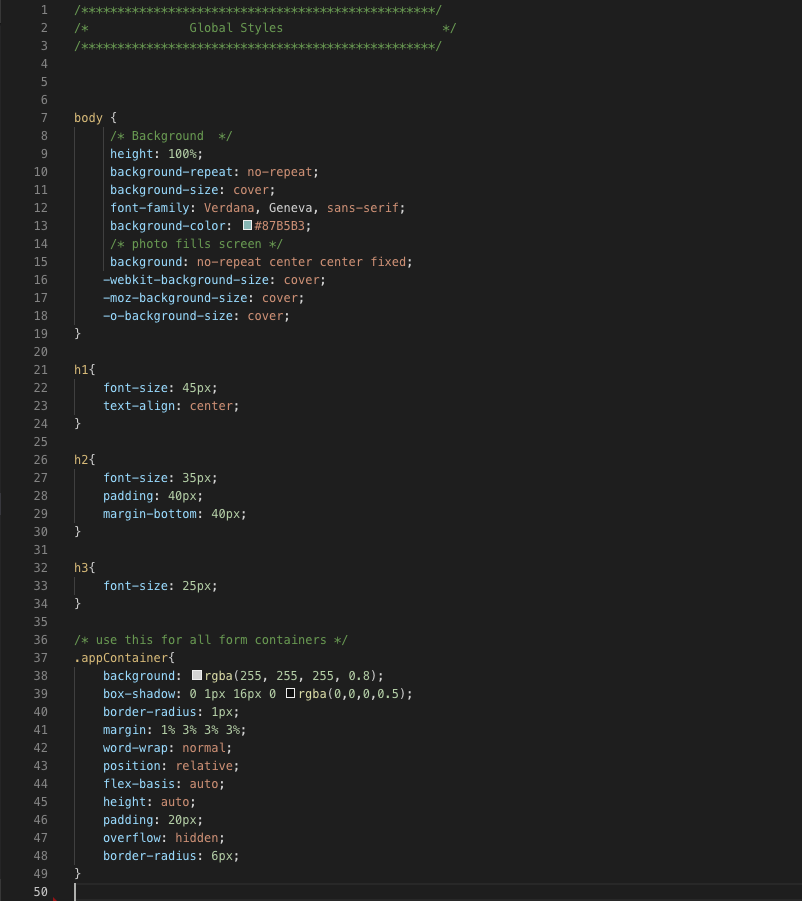 1 /*************************************************/
2 /*              Global Styles                      */
3 /*************************************************/
4
5
6
7 body {
8      /* Background  */
9      height: 100%;
10      background-repeat: no-repeat;
11      background-size: cover;
12      font-family: Verdana, Geneva, sans-serif;
13      background-color: #87B5B3;
14      /* photo fills screen */
15      background: no-repeat center center fixed;
16     -webkit-background-size: cover;
17     -moz-background-size: cover;
18     -o-background-size: cover;
19 }
20
21 h1{
22     font-size: 45px;
23     text-align: center;
24 }
25
26 h2{
27     font-size: 35px;
28     padding: 40px;
29     margin-bottom: 40px;
30 }
31
32 h3{
33     font-size: 25px;
34 }
35
36 /* use this for all form containers */
37 .appContainer{
38     background: rgba(255, 255, 255, 0.8);
39     box-shadow: 0 1px 16px 0 rgba(0,0,0,0.5);
40     border-radius: 1px;
41     margin: 1% 3% 3% 3%;
42     word-wrap: normal;
43     position: relative;
44     flex-basis: auto;
45     height: auto;
46     padding: 20px;
47     overflow: hidden;
48     border-radius: 6px;
49 }
50